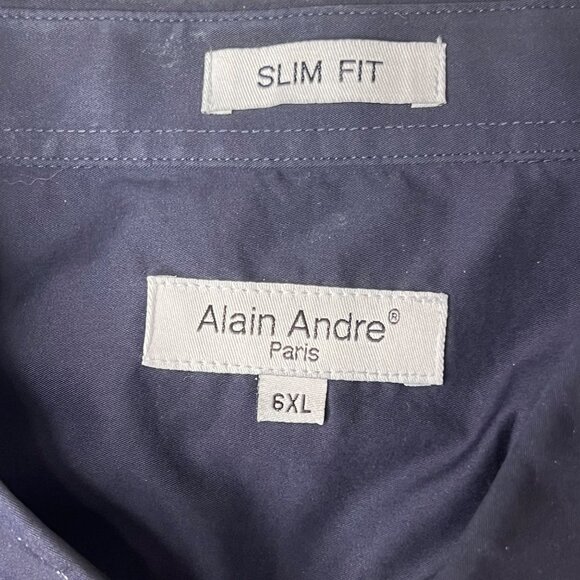 SLIM FIT
Alain Andre®
Paris
6XL